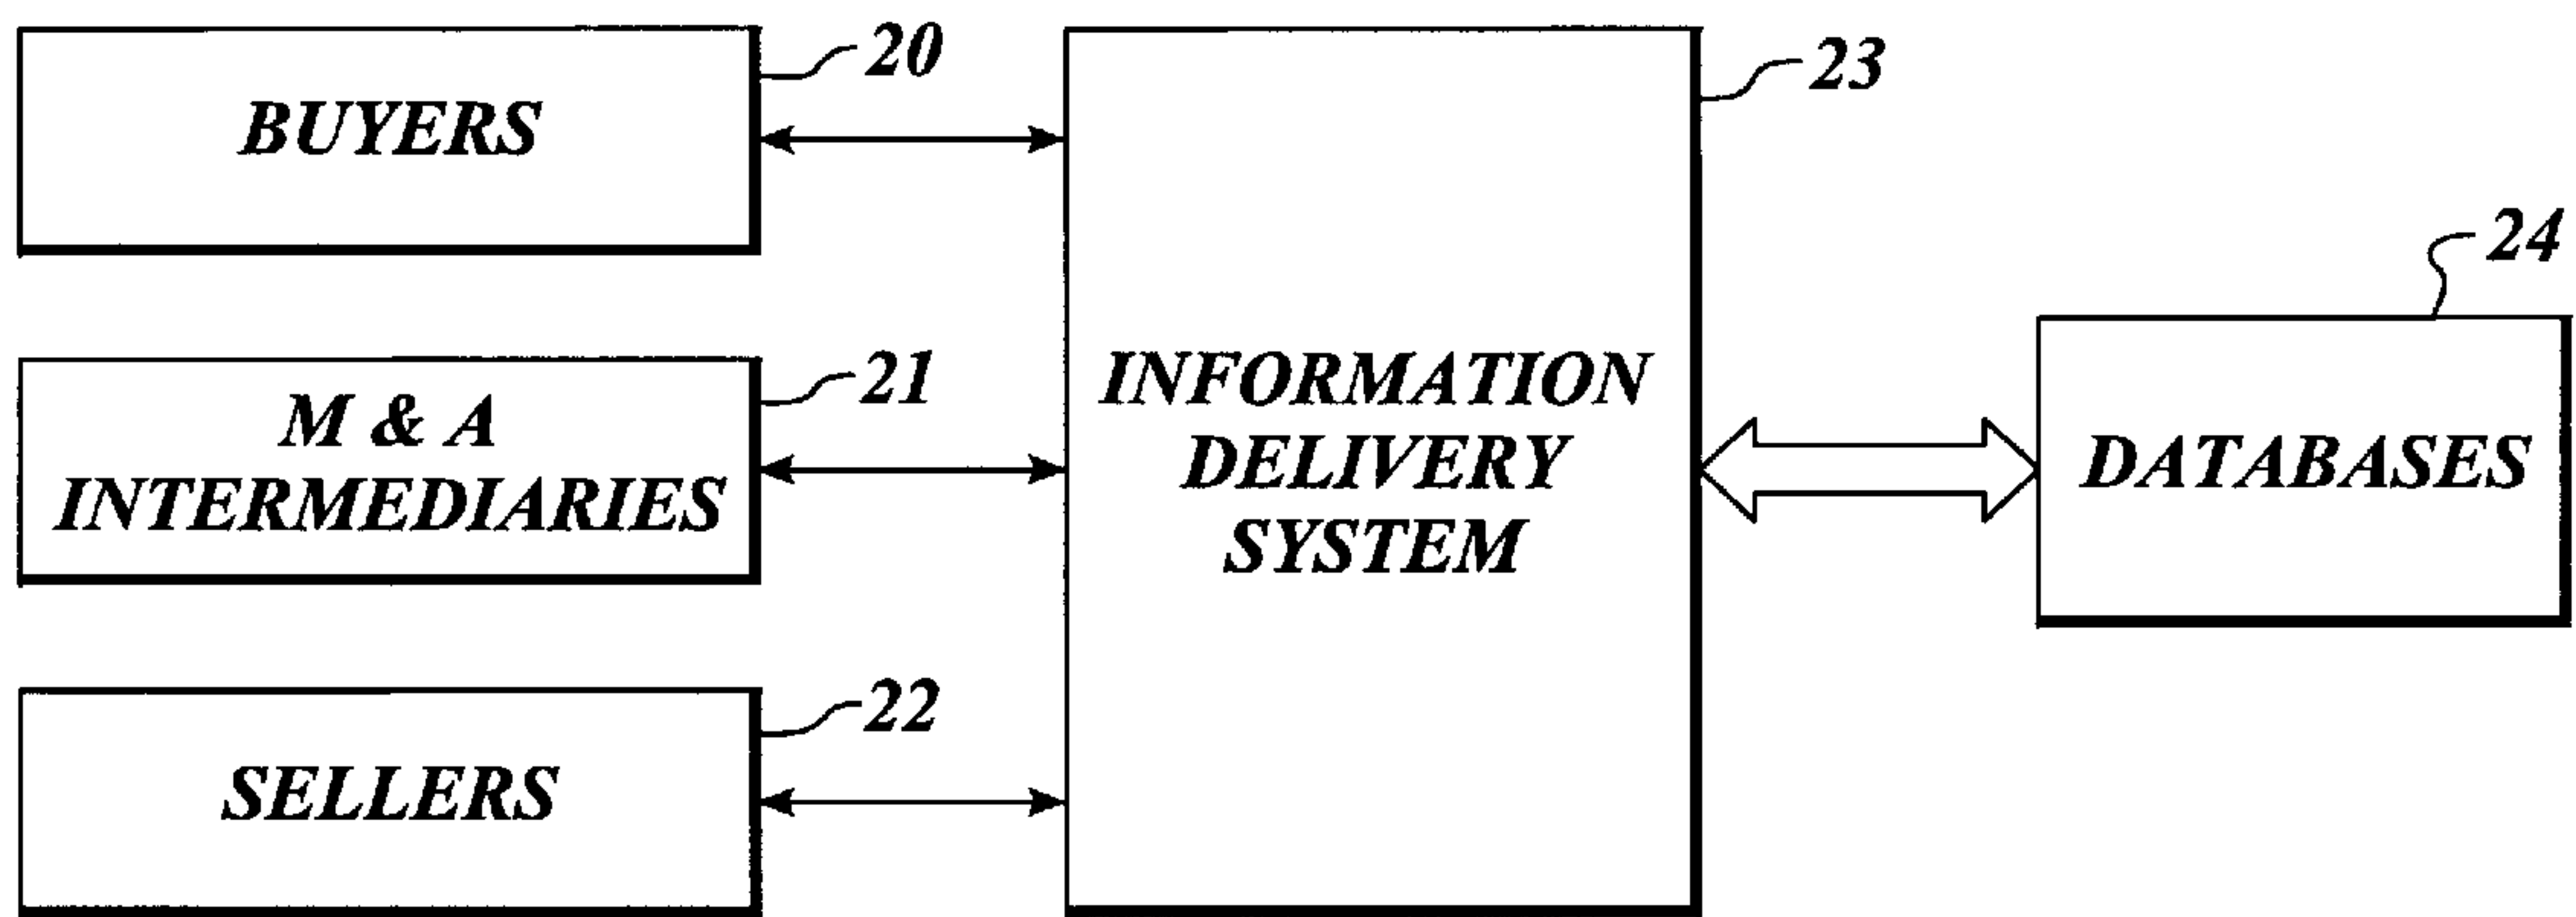 20
BUYERS
21
M & A
INTERMEDIARIES
22
SELLERS
23
INFORMATION
DELIVERY
SYSTEM
24
DATABASES